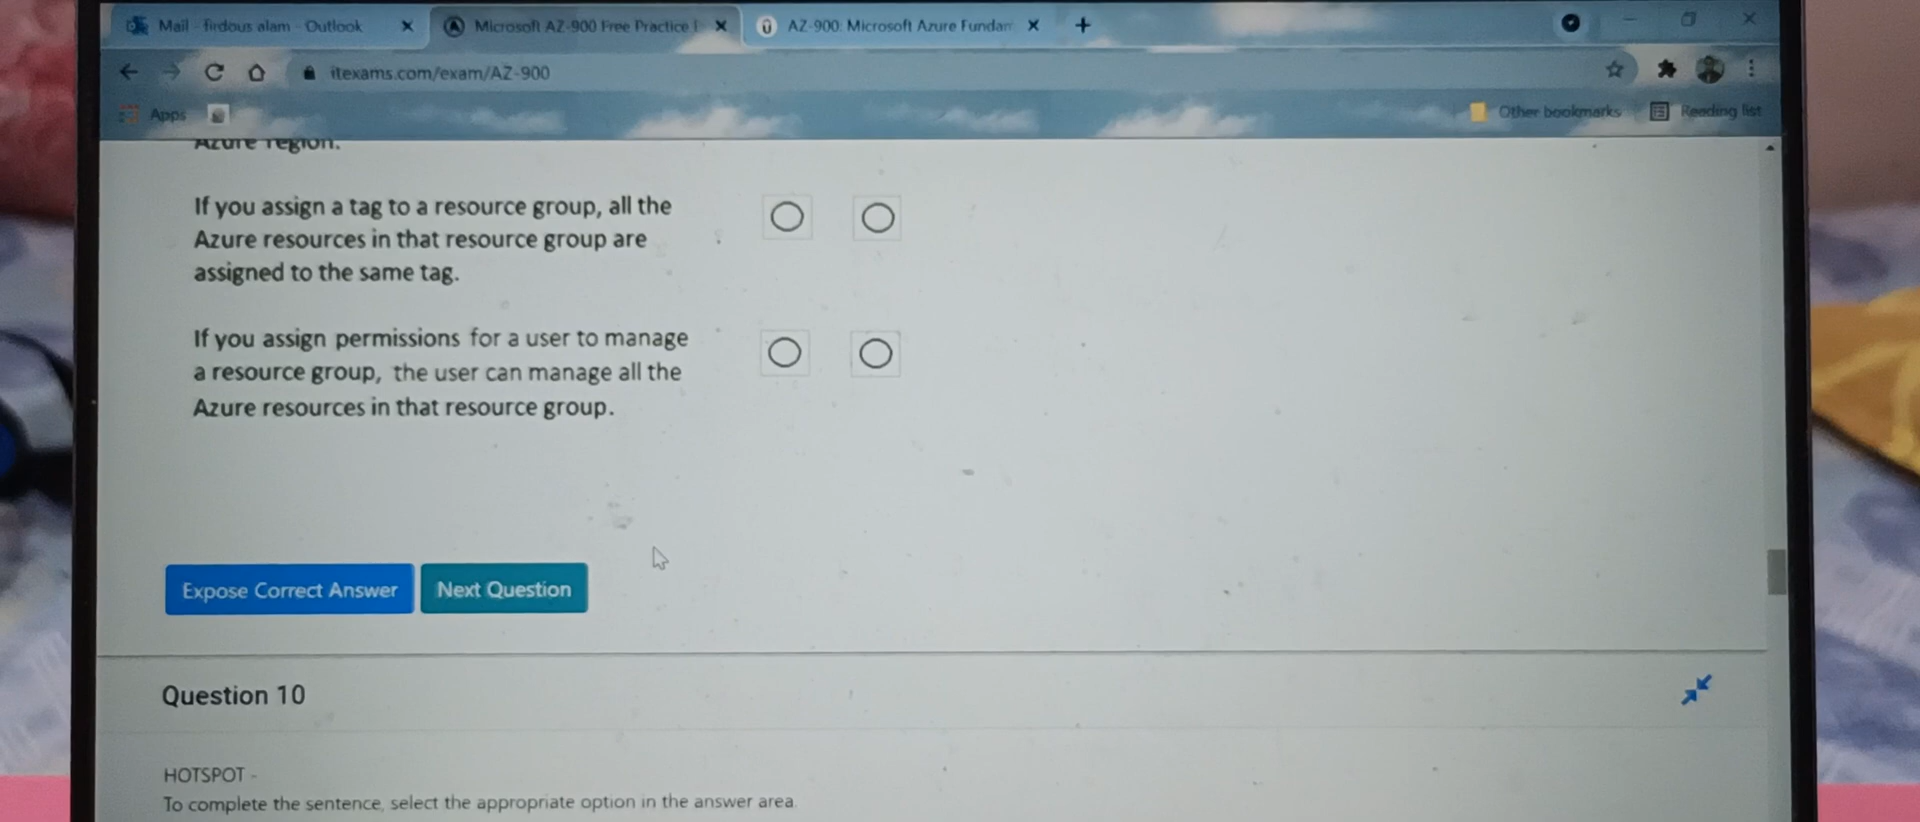 Mail - firdous alam - Outlook
Microsoft AZ-900 Free Practice
AZ-900: Microsoft Azure Fundam
itexams.com/exam/AZ-900
Apps
Other bookmarks
Reading list
Azure region.
If you assign a tag to a resource group, all the
Azure resources in that resource group are
assigned to the same tag.
If you assign permissions for a user to manage
a resource group, the user can manage all the
Azure resources in that resource group.
Expose Correct Answer
Next Question
Question 10
HOTSPOT -
To complete the sentence, select the appropriate option in the answer area.